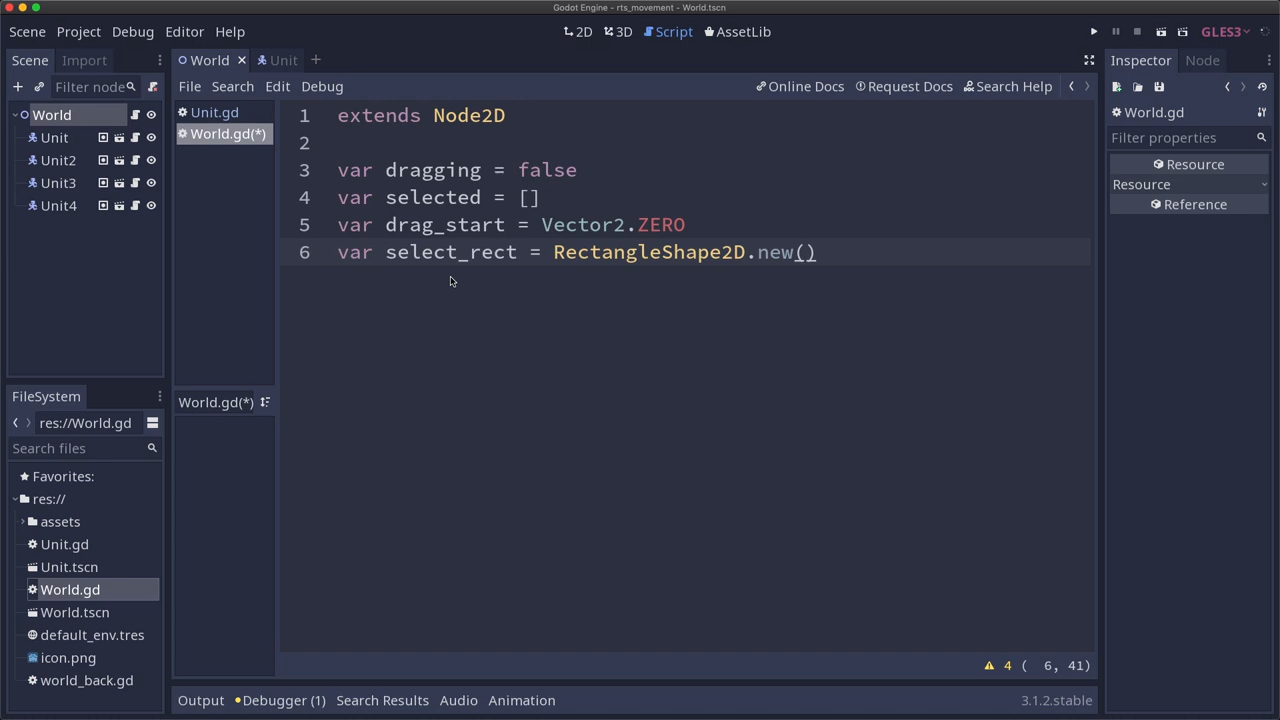 Godot Engine - rts_movement - World.tscn
Scene Project Debug Editor Help
2D 3D Script AssetLib
GLES3
Scene Import
Filter node
World
Unit
Unit2
Unit3
Unit4
FileSystem
res://World.gd
Search files
Favorites:
res://
assets
Unit.gd
Unit.tscn
World.gd
World.tscn
default_env.tres
icon.png
world_back.gd
World Unit
File Search Edit Debug
Online Docs Request Docs Search Help
Unit.gd
World.gd(*)
World.gd(*)
1 extends Node2D
2
3 var dragging = false
4 var selected = []
5 var drag_start = Vector2.ZERO
6 var select_rect = RectangleShape2D.new()
4 ( 6, 41)
Output Debugger (1) Search Results Audio Animation 3.1.2.stable
Inspector Node
World.gd
Filter properties
Resource
Resource
Reference